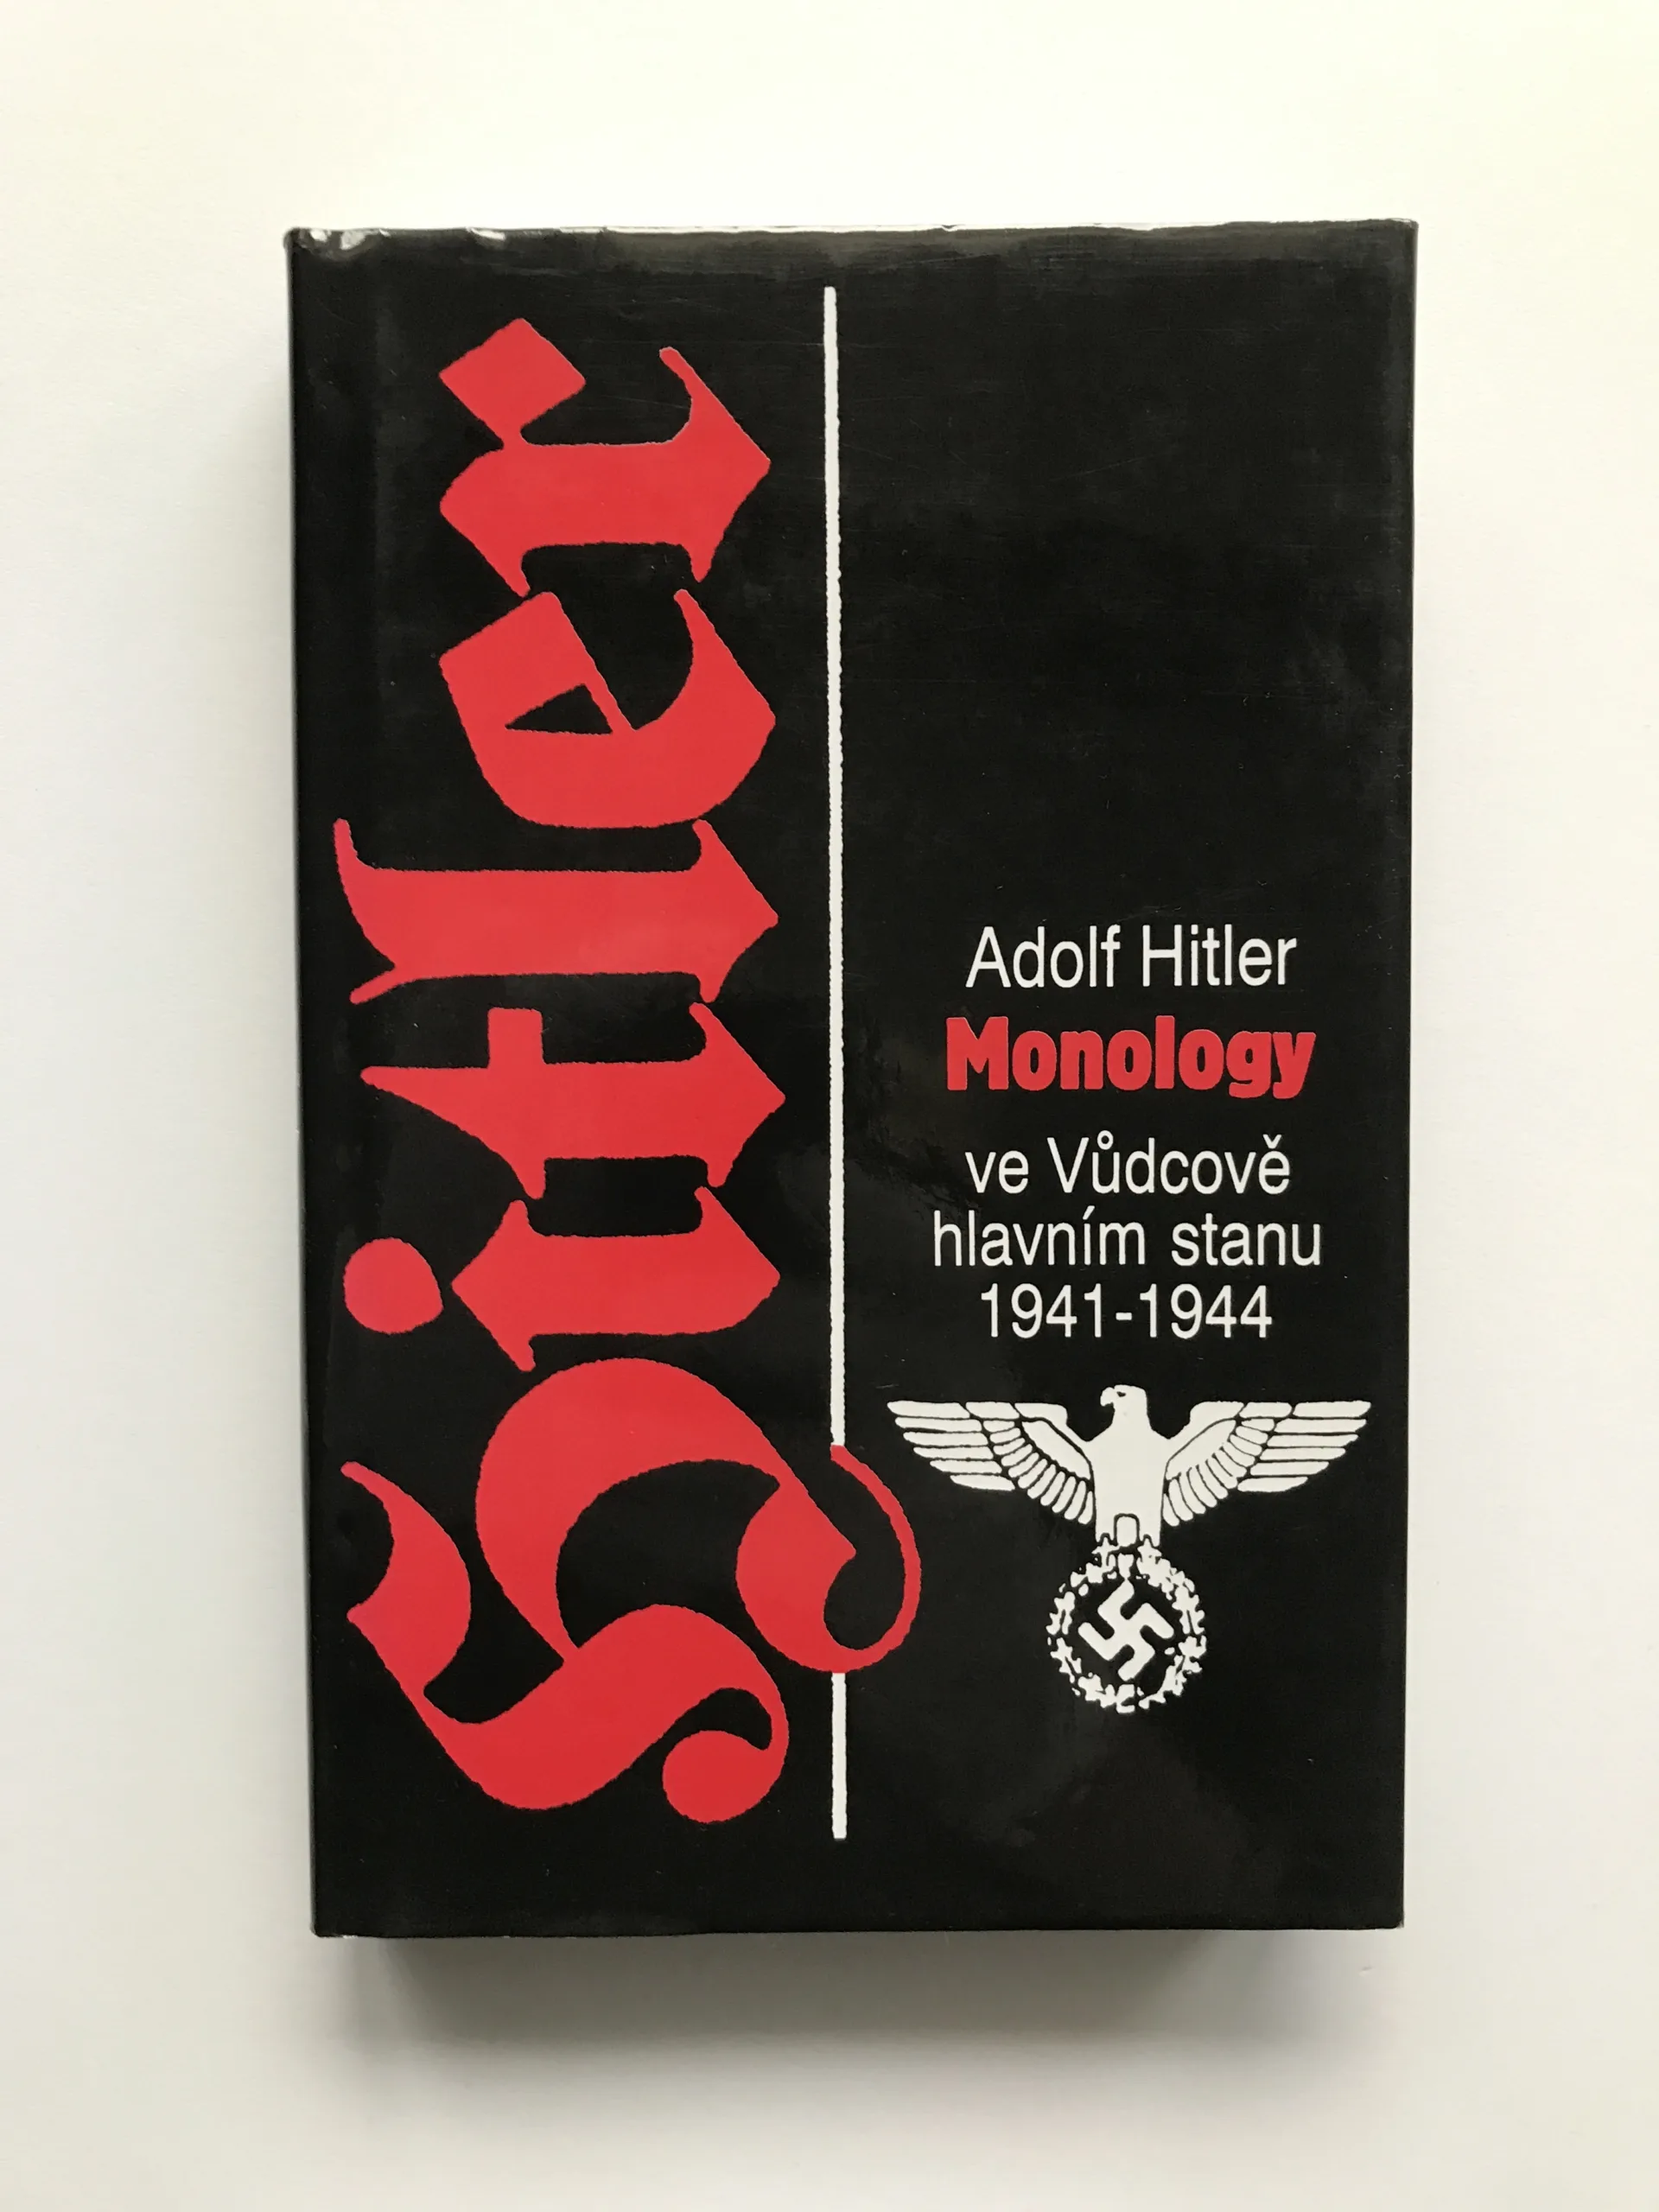 Hitler
Adolf Hitler
Monology
ve Vůdcově
hlavním stanu
1941-1944